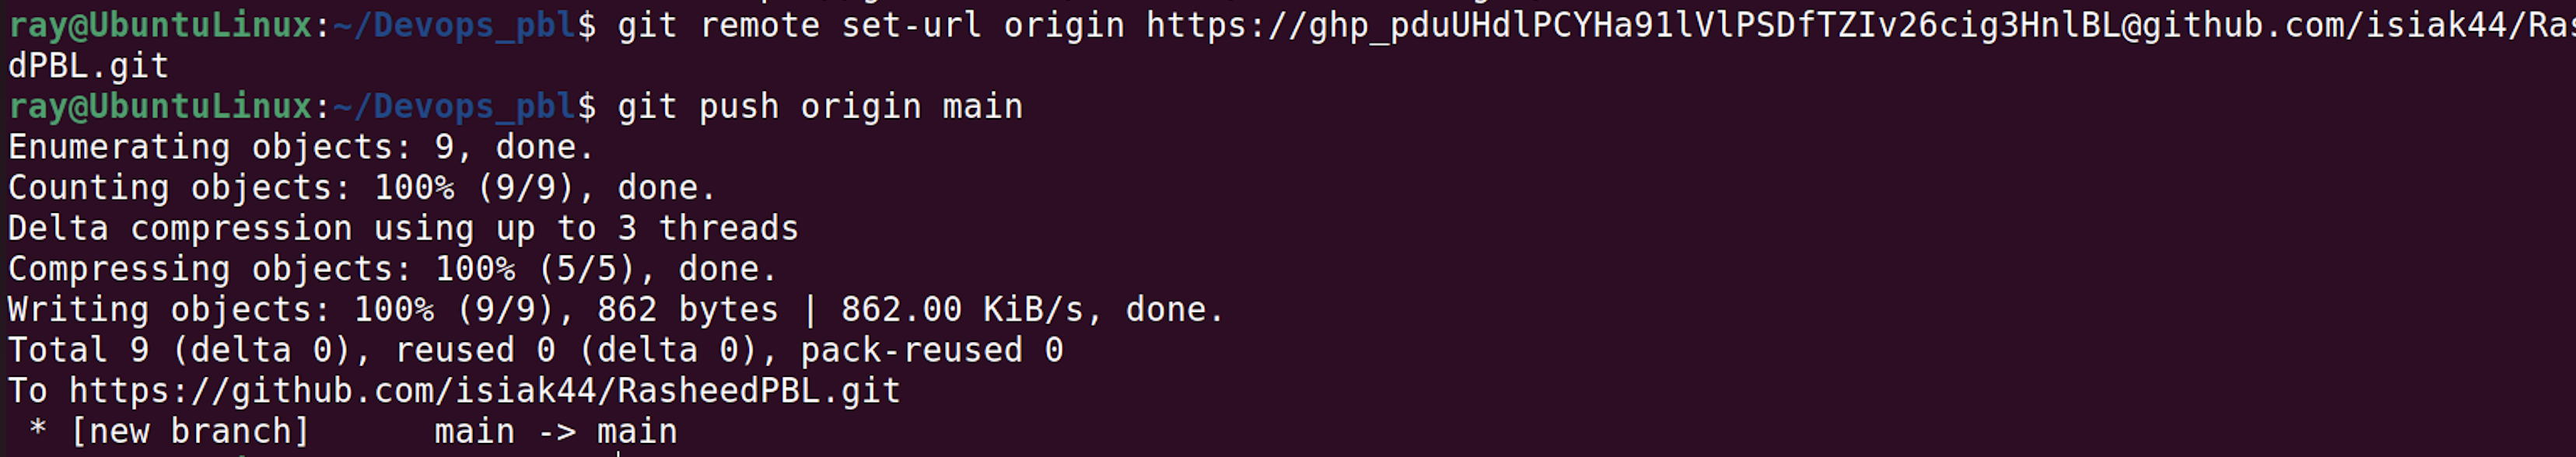 ray@UbuntuLinux:~/Devops_pbl$ git remote set-url origin https://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@github.com/isiak44/Ras
dPBL.git
ray@UbuntuLinux:~/Devops_pbl$ git push origin main
Enumerating objects: 9, done.
Counting objects: 100% (9/9), done.
Delta compression using up to 3 threads
Compressing objects: 100% (5/5), done.
Writing objects: 100% (9/9), 862 bytes | 862.00 KiB/s, done.
Total 9 (delta 0), reused 0 (delta 0), pack-reused 0
To https://github.com/isiak44/RasheedPBL.git
 * [new branch]      main -> main